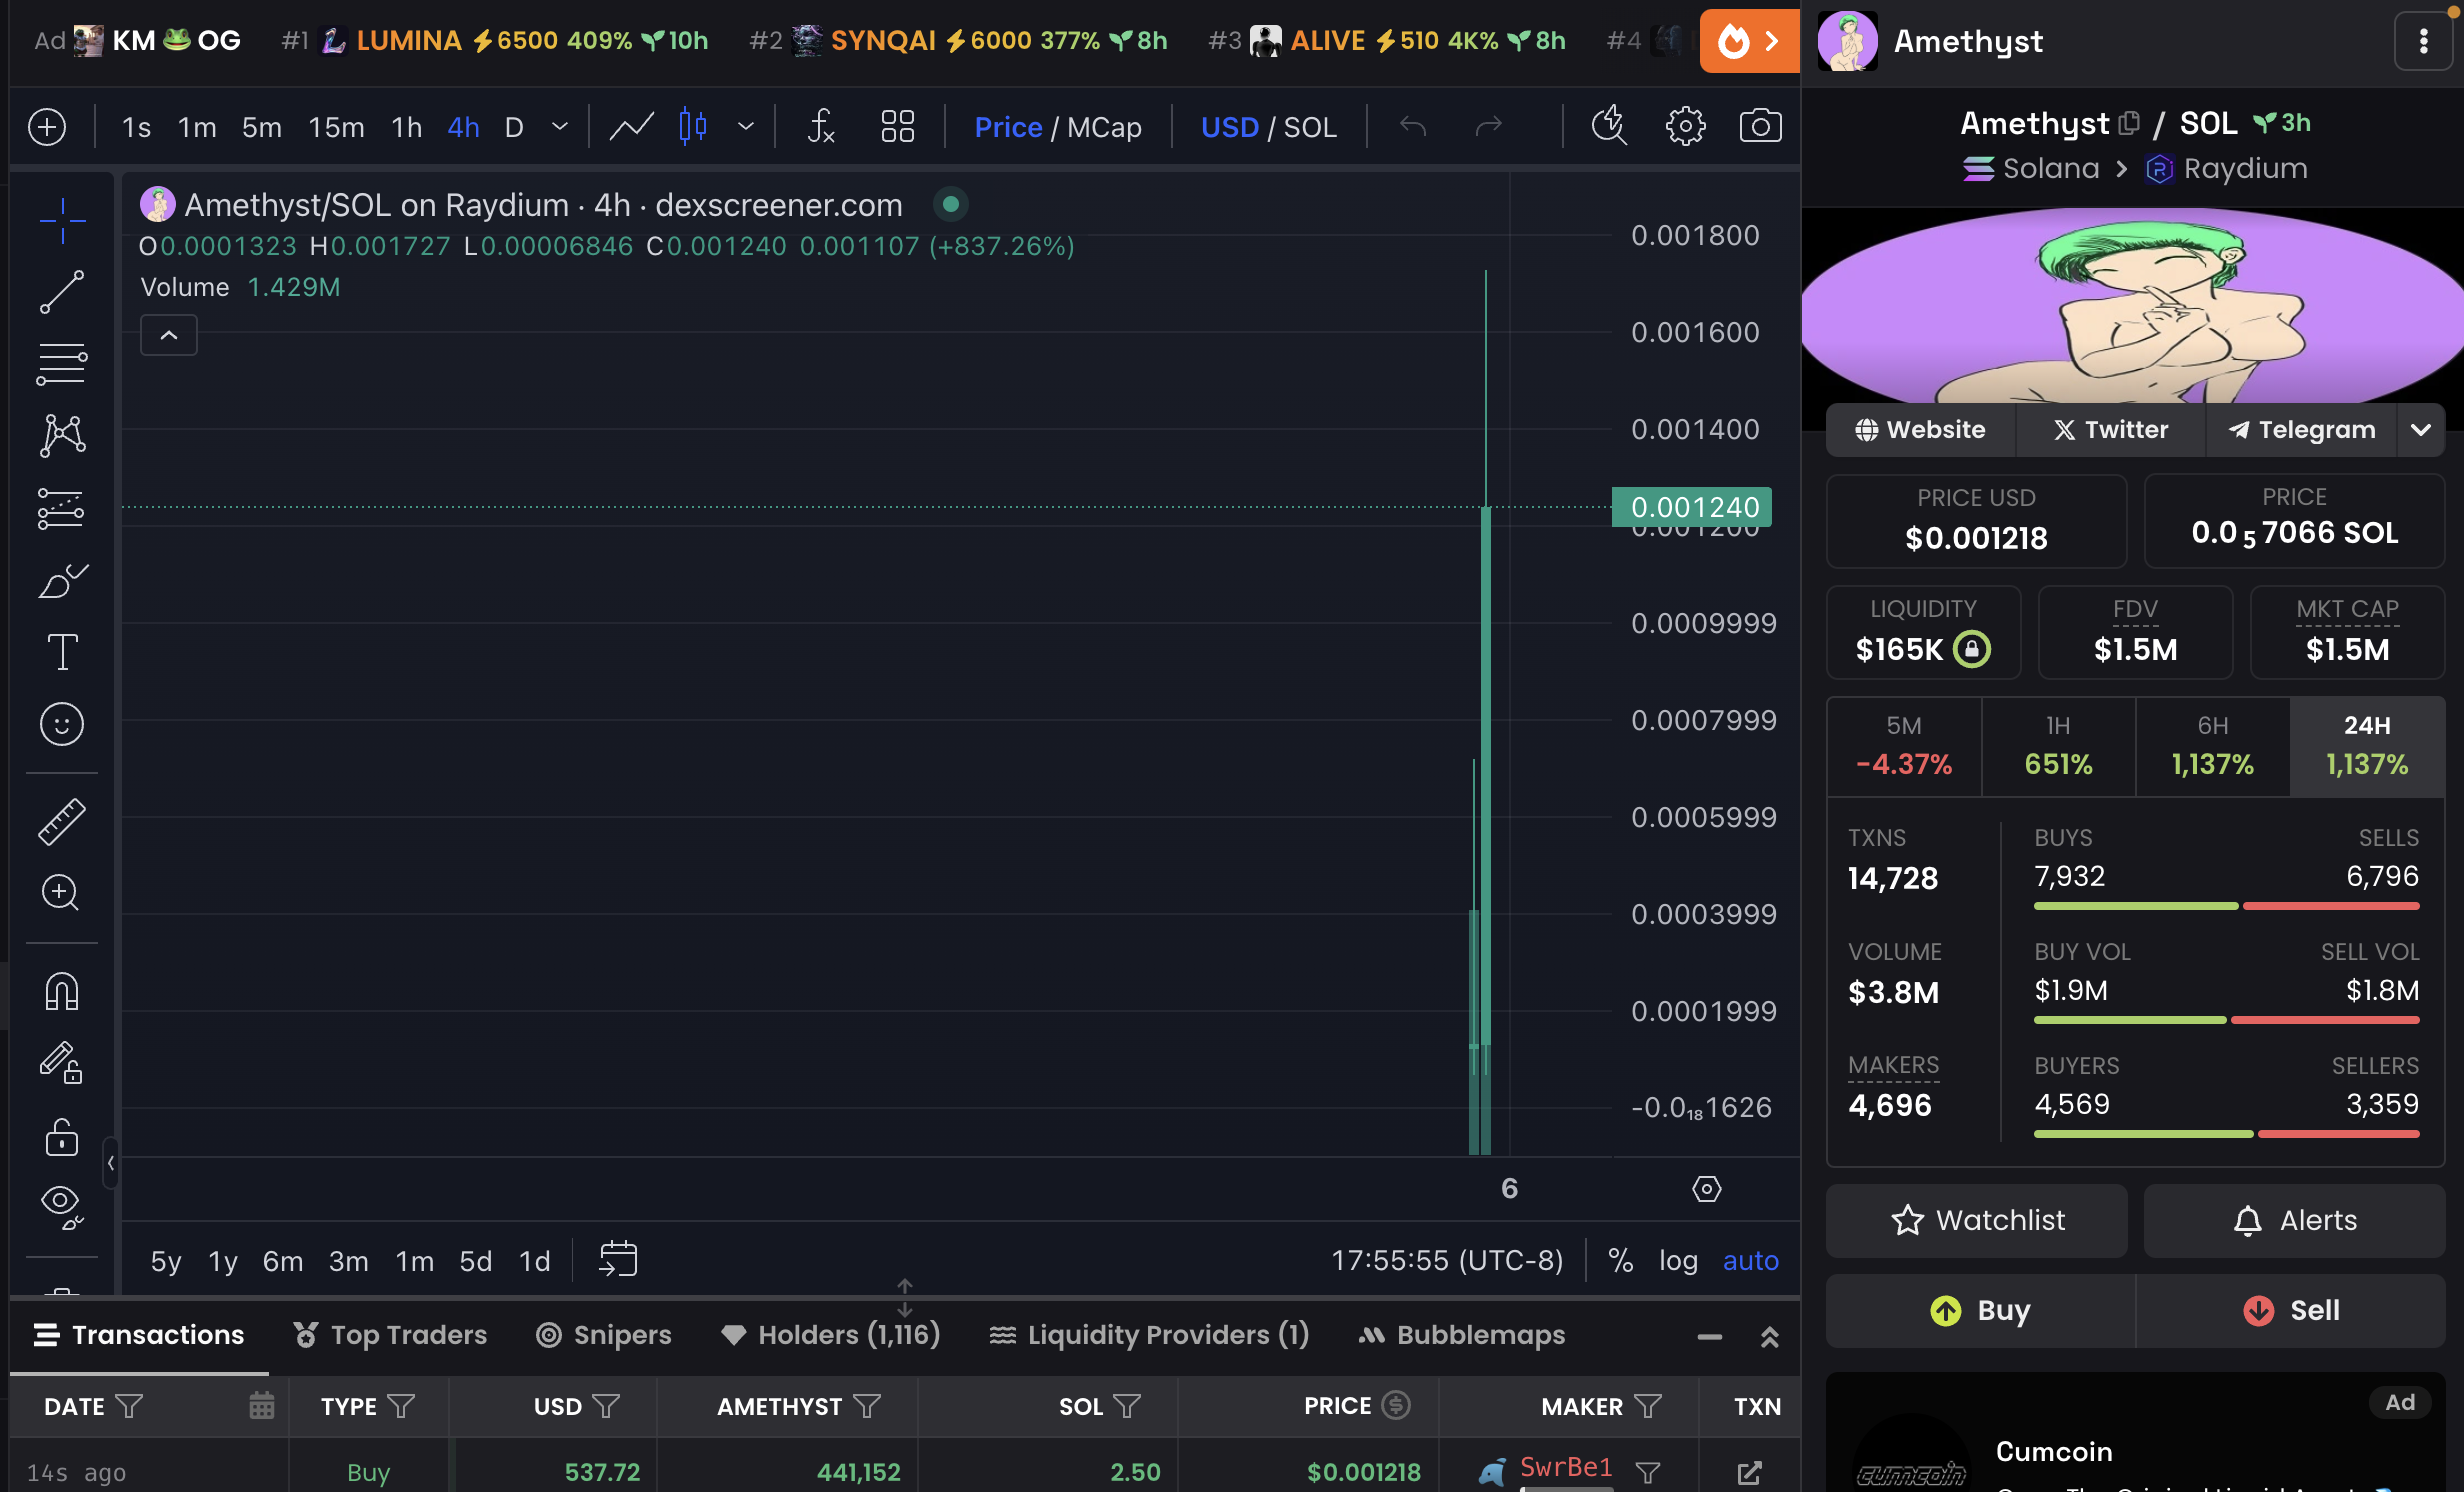 Ad KM OG #1 LUMINA 6500 409% 10h #2 SYNQAI 6000 377% 8h #3 ALIVE 510 4K% 8h #4
Amethyst
1s 1m 5m 15m 1h 4h D Price / MCap USD / SOL
Amethyst / SOL 3h
Solana > Raydium
Amethyst/SOL on Raydium · 4h · dexscreener.com
O0.0001323 H0.001727 L0.00006846 C0.001240 0.001107 (+837.26%)
Volume 1.429M
0.001800
0.001600
0.001400
0.001240
0.001200
0.0009999
0.0007999
0.0005999
0.0003999
0.0001999
-0.0₁₈1626
6
5y 1y 6m 3m 1m 5d 1d
17:55:55 (UTC-8) % log auto
Website Twitter Telegram
PRICE USD
$0.001218
PRICE
0.0₅7066 SOL
LIQUIDITY
$165K
FDV
$1.5M
MKT CAP
$1.5M
5M
-4.37%
1H
651%
6H
1,137%
24H
1,137%
TXNS
14,728
BUYS SELLS
7,932 6,796
VOLUME
$3.8M
BUY VOL SELL VOL
$1.9M $1.8M
MAKERS
4,696
BUYERS SELLERS
4,569 3,359
Watchlist Alerts
Buy Sell
Transactions Top Traders Snipers Holders (1,116) Liquidity Providers (1) Bubblemaps
DATE TYPE USD AMETHYST SOL PRICE MAKER TXN
14s ago Buy 537.72 441,152 2.50 $0.001218 SwrBe1
Ad
Cumcoin
cumcoin